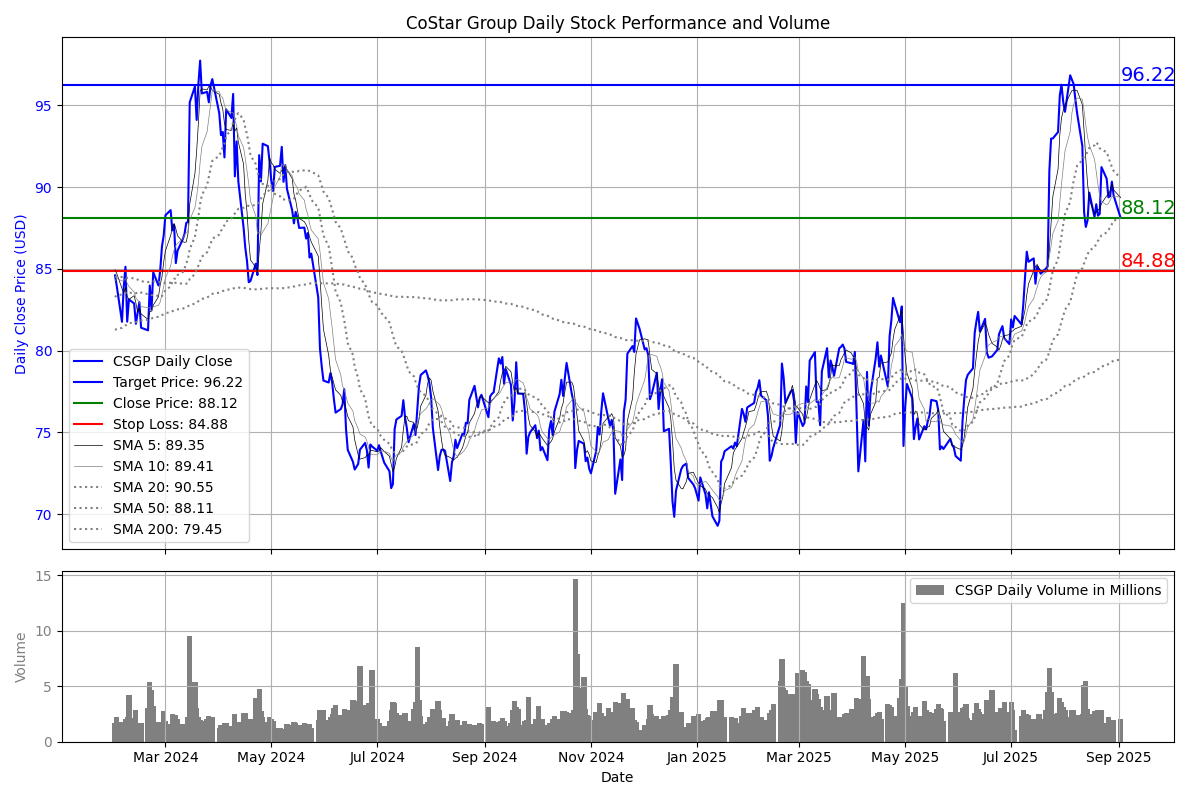 CoStar Group Daily Stock Performance and Volume
Daily Close Price (USD)
95
90
85
80
75
70
96.22
88.12
84.88
CSGP Daily Close
Target Price: 96.22
Close Price: 88.12
Stop Loss: 84.88
SMA 5: 89.35
SMA 10: 89.41
SMA 20: 90.55
SMA 50: 88.11
SMA 200: 79.45
Volume
15
10
5
0
CSGP Daily Volume in Millions
Mar 2024 May 2024 Jul 2024 Sep 2024 Nov 2024 Jan 2025 Mar 2025 May 2025 Jul 2025 Sep 2025
Date